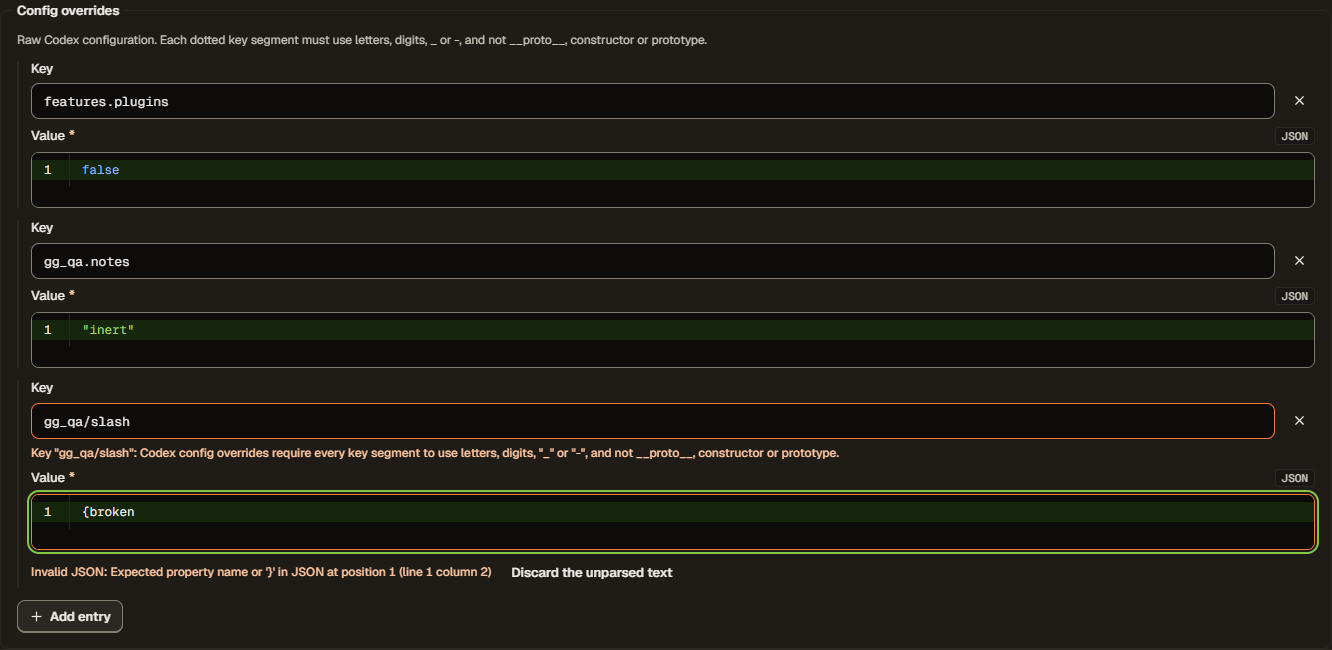 Config overrides
Raw Codex configuration. Each dotted key segment must use letters, digits, _ or -, and not __proto__, constructor or prototype.
Key
features.plugins
Value *
JSON
1 false
Key
gg_qa.notes
Value *
JSON
1 "inert"
Key
gg_qa/slash
Key "gg_qa/slash": Codex config overrides require every key segment to use letters, digits, "_" or "-", and not __proto__, constructor or prototype.
Value *
JSON
1 {broken
Invalid JSON: Expected property name or '}' in JSON at position 1 (line 1 column 2) Discard the unparsed text
+ Add entry